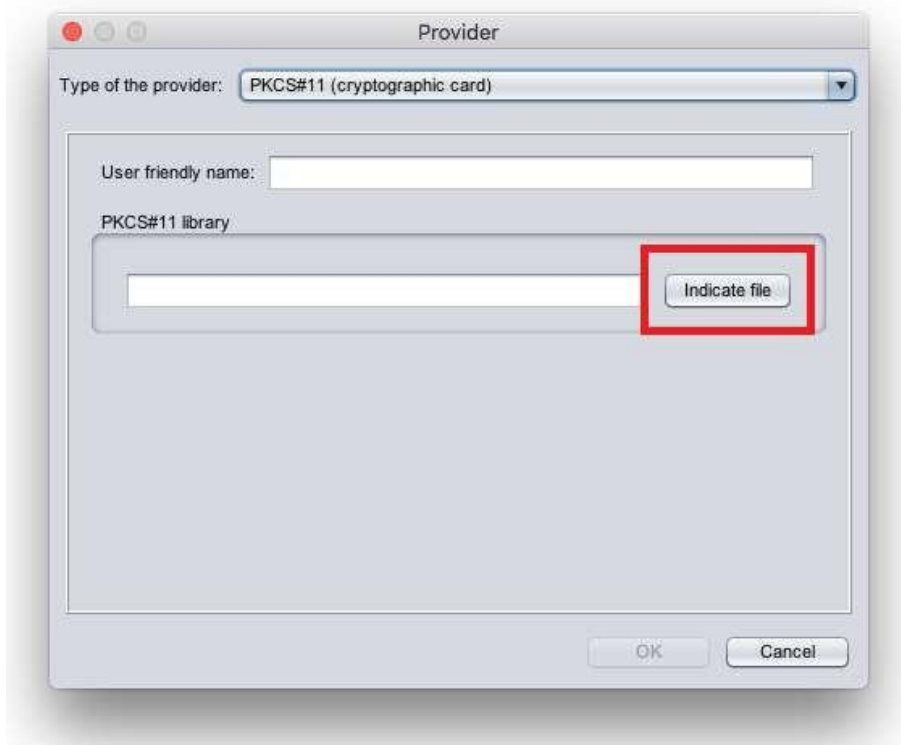 Provider
Type of the provider: PKCS#11 (cryptographic card)
User friendly name:
PKCS#11 library
Indicate file
OK Cancel